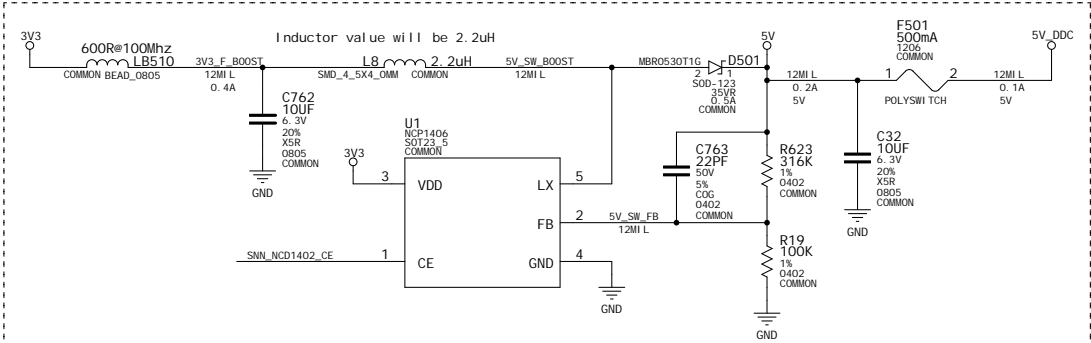 3V3
600R@100Mhz
LB510
COMMON BEAD_0805
3V3_F_BOOST
12MIL
0.4A
Inductor value will be 2.2uH
L8
2.2uH
SMD_4_5X4_0MM
COMMON
5V_SW_BOOST
12MIL
MBR0530T1G
D501
2
1
SOD-123
35VR
0.5A
COMMON
5V
12MIL
0.2A
5V
F501
500mA
1206
COMMON
1
2
POLYSWITCH
12MIL
0.1A
5V
5V_DDC
C762
10UF
6.3V
20%
X5R
0805
COMMON
GND
U1
NCP1406
SOT23_5
COMMON
3V3
3
VDD
LX
5
FB
2
5V_SW_FB
12MIL
SNN_NCD1402_CE
1
CE
GND
4
GND
C763
22PF
50V
5%
COG
0402
COMMON
R623
316K
1%
0402
COMMON
R19
100K
1%
0402
COMMON
GND
C32
10UF
6.3V
20%
X5R
0805
COMMON
GND